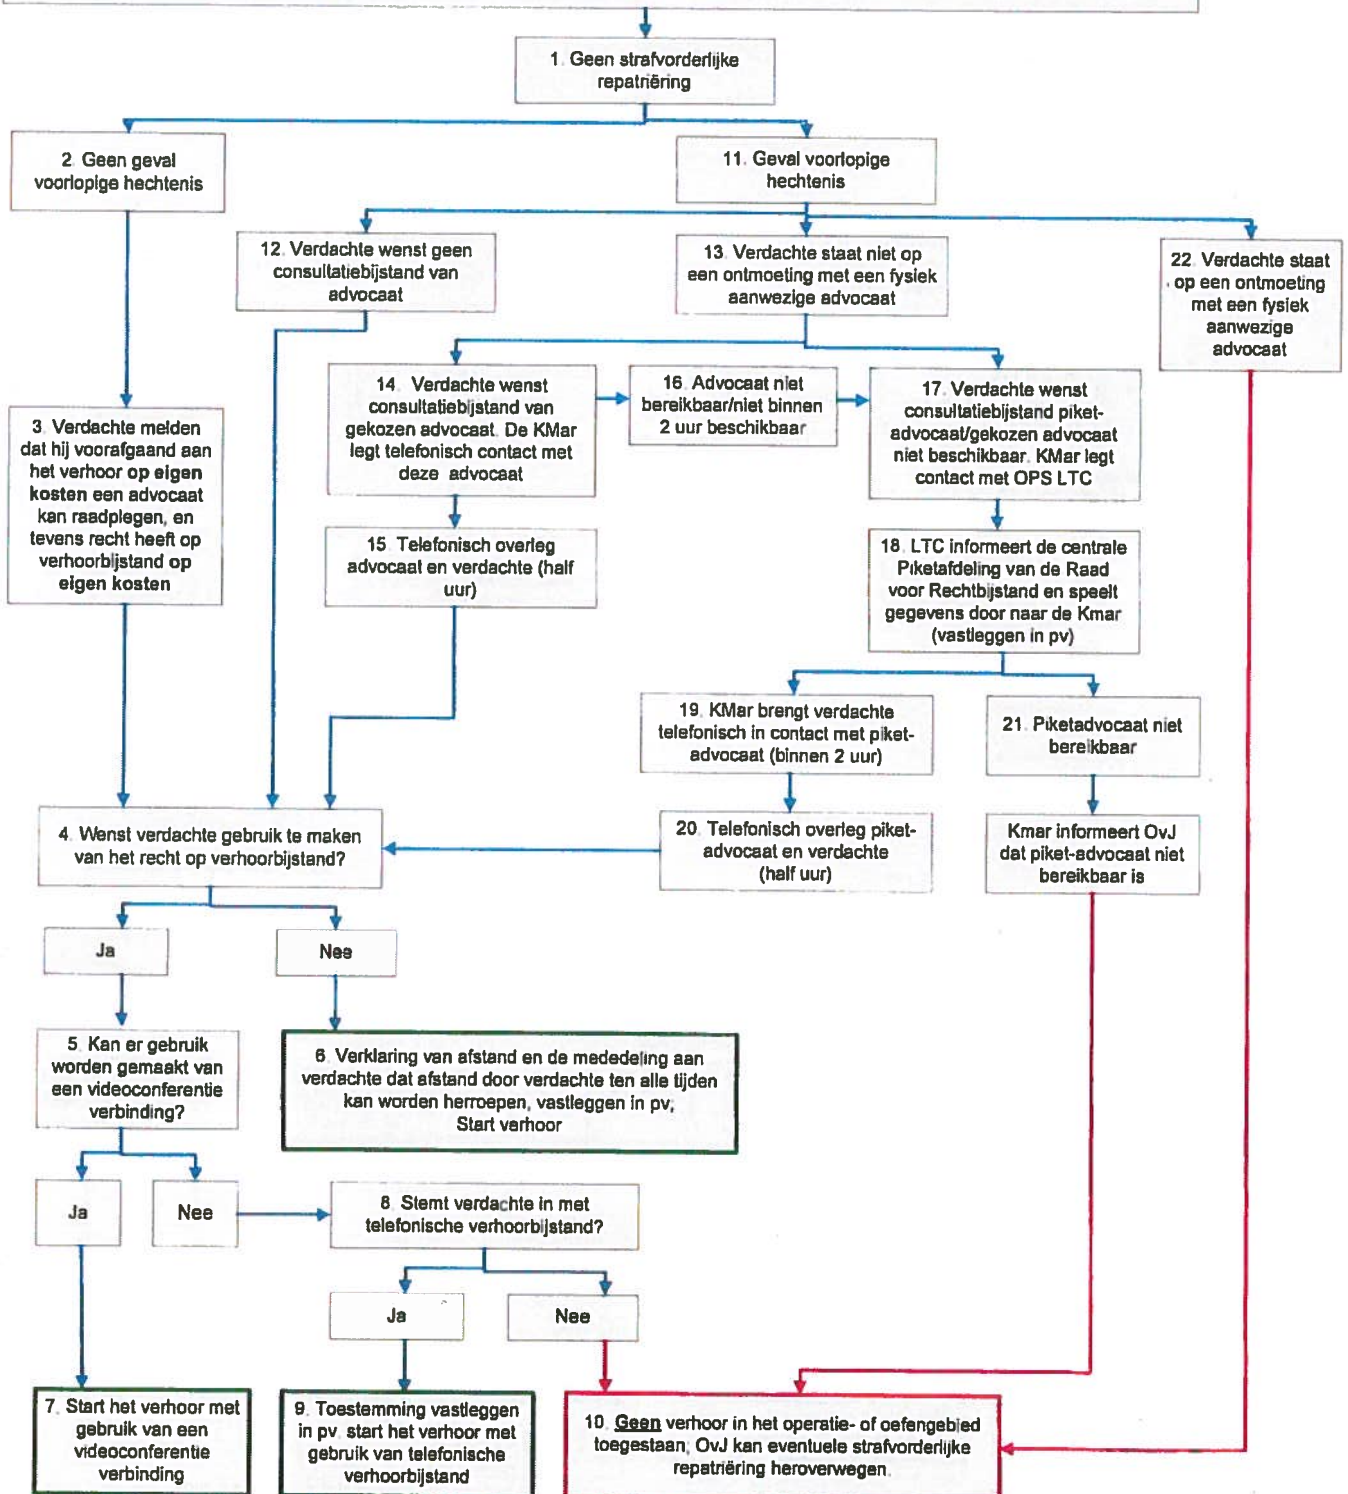 1. Geen strafvorderlijke
repatriëring
2. Geen geval
voorlopige hechtenis
11. Geval voorlopige
hechtenis
12. Verdachte wenst geen
consultatiebijstand van
advocaat
13. Verdachte staat niet op
een ontmoeting met een fysiek
aanwezige advocaat
22. Verdachte staat
op een ontmoeting
met een fysiek
aanwezige
advocaat
3. Verdachte melden
dat hij voorafgaand aan
het verhoor op eigen
kosten een advocaat
kan raadplegen, en
tevens recht heeft op
verhoorbijstand op
eigen kosten
14. Verdachte wenst
consultatiebijstand van
gekozen advocaat. De KMar
legt telefonisch contact met
deze advocaat
16. Advocaat niet
bereikbaar/niet binnen
2 uur beschikbaar
17. Verdachte wenst
consultatiebijstand piket-
advocaat/gekozen advocaat
niet beschikbaar. KMar legt
contact met OPS LTC
15. Telefonisch overleg
advocaat en verdachte (half
uur)
18. LTC informeert de centrale
Piketafdeling van de Raad
voor Rechtbijstand en speelt
gegevens door naar de Kmar
(vastleggen in pv)
19. KMar brengt verdachte
telefonisch in contact met piket-
advocaat (binnen 2 uur)
21. Piketadvocaat niet
bereikbaar
4. Wenst verdachte gebruik te maken
van het recht op verhoorbijstand?
20. Telefonisch overleg piket-
advocaat en verdachte
(half uur)
Kmar informeert OvJ
dat piket-advocaat niet
bereikbaar is
Ja
Nee
5. Kan er gebruik
worden gemaakt van
een videoconferentie
verbinding?
6. Verklaring van afstand en de mededeling aan
verdachte dat afstand door verdachte ten alle tijden
kan worden herroepen, vastleggen in pv;
Start verhoor
Ja
Nee
8. Stemt verdachte in met
telefonische verhoorbijstand?
Ja
Nee
7. Start het verhoor met
gebruik van een
videoconferentie
verbinding
9. Toestemming vastleggen
in pv, start het verhoor met
gebruik van telefonische
verhoorbijstand
10. Geen verhoor in het operatie- of oefengebied
toegestaan; OvJ kan eventuele strafvorderlijke
repatriëring heroverwegen.